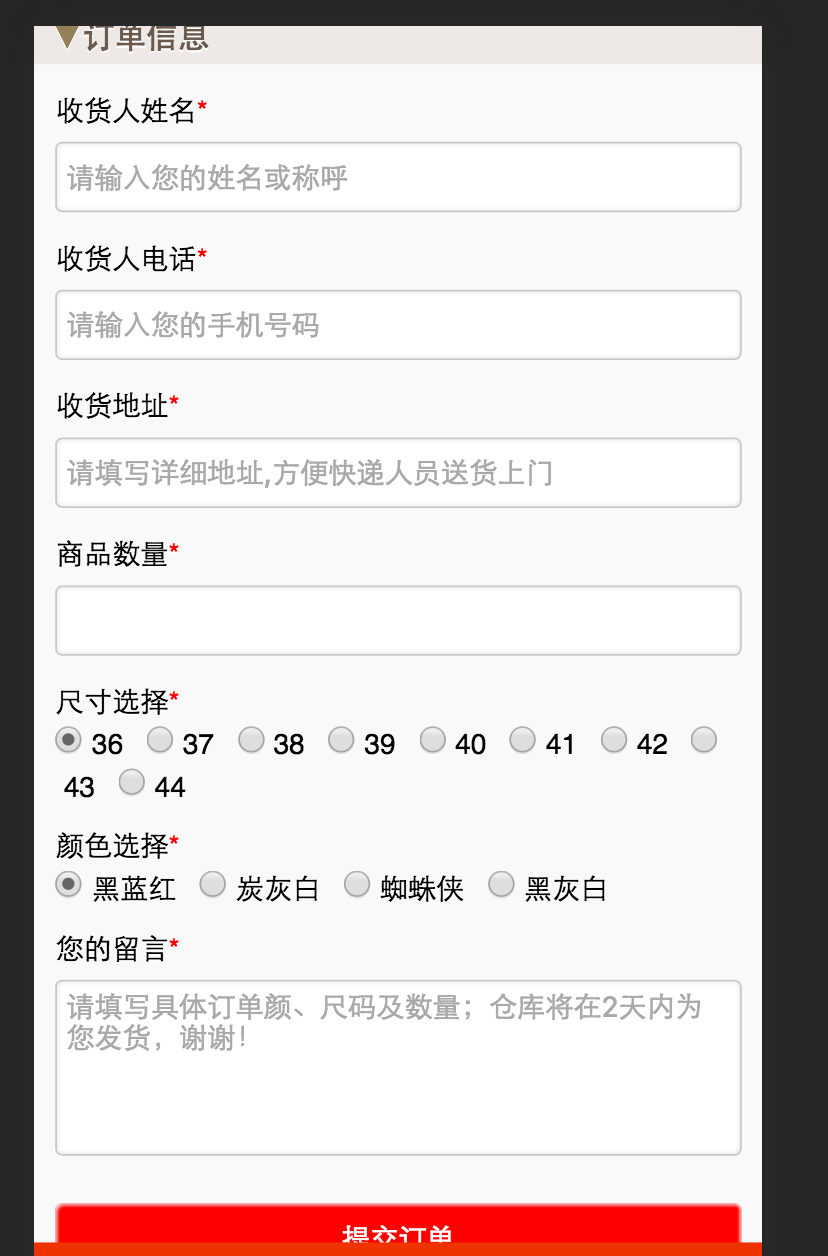 ▼订单信息
收货人姓名*
请输入您的姓名或称呼
收货人电话*
请输入您的手机号码
收货地址*
请填写详细地址,方便快递人员送货上门
商品数量*
尺寸选择*
36 37 38 39 40 41 42
43 44
颜色选择*
黑蓝红 炭灰白 蜘蛛侠 黑灰白
您的留言*
请填写具体订单颜、尺码及数量；仓库将在2天内为
您发货，谢谢！
提交订单